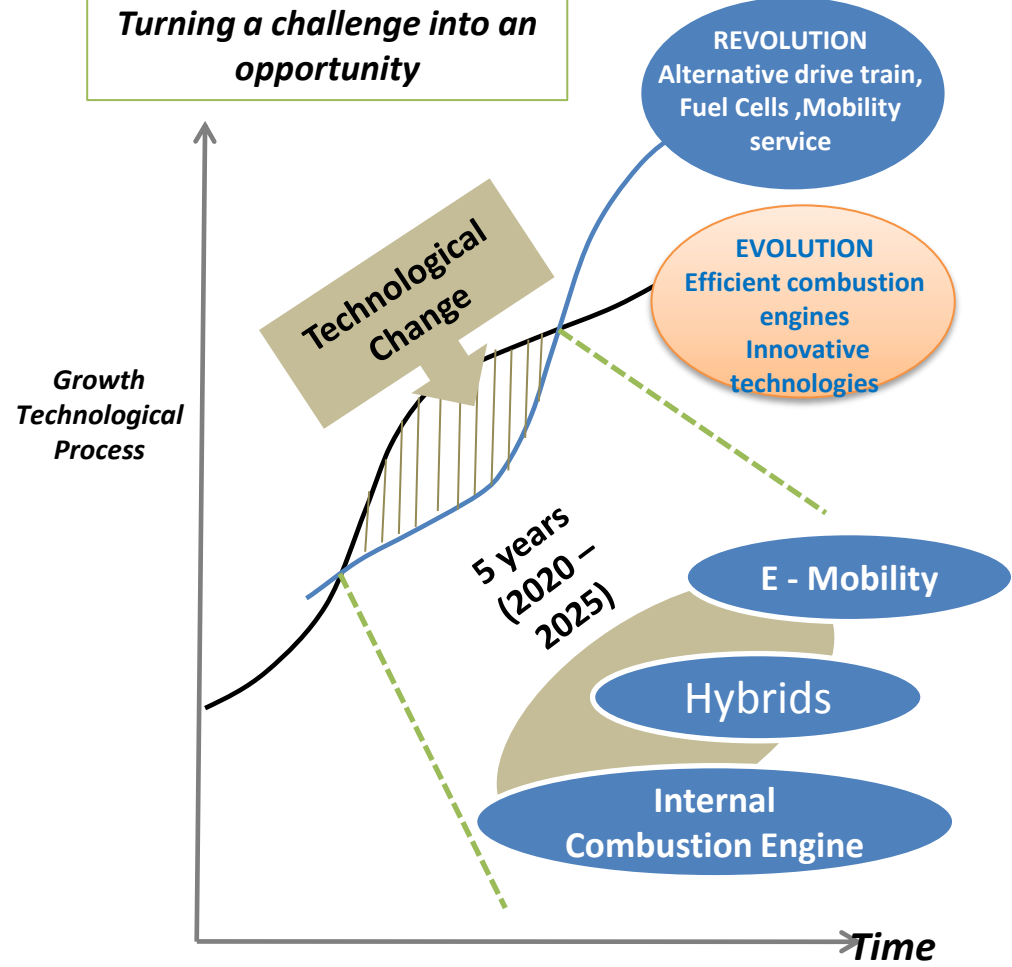 Turning a challenge into an
opportunity
REVOLUTION
Alternative drive train,
Fuel Cells ,Mobility
service
Technological
Change
EVOLUTION
Efficient combustion
engines
Innovative
technologies
Growth
Technological
Process
5 years
(2020 –
2025)
E - Mobility
Hybrids
Internal
Combustion Engine
Time